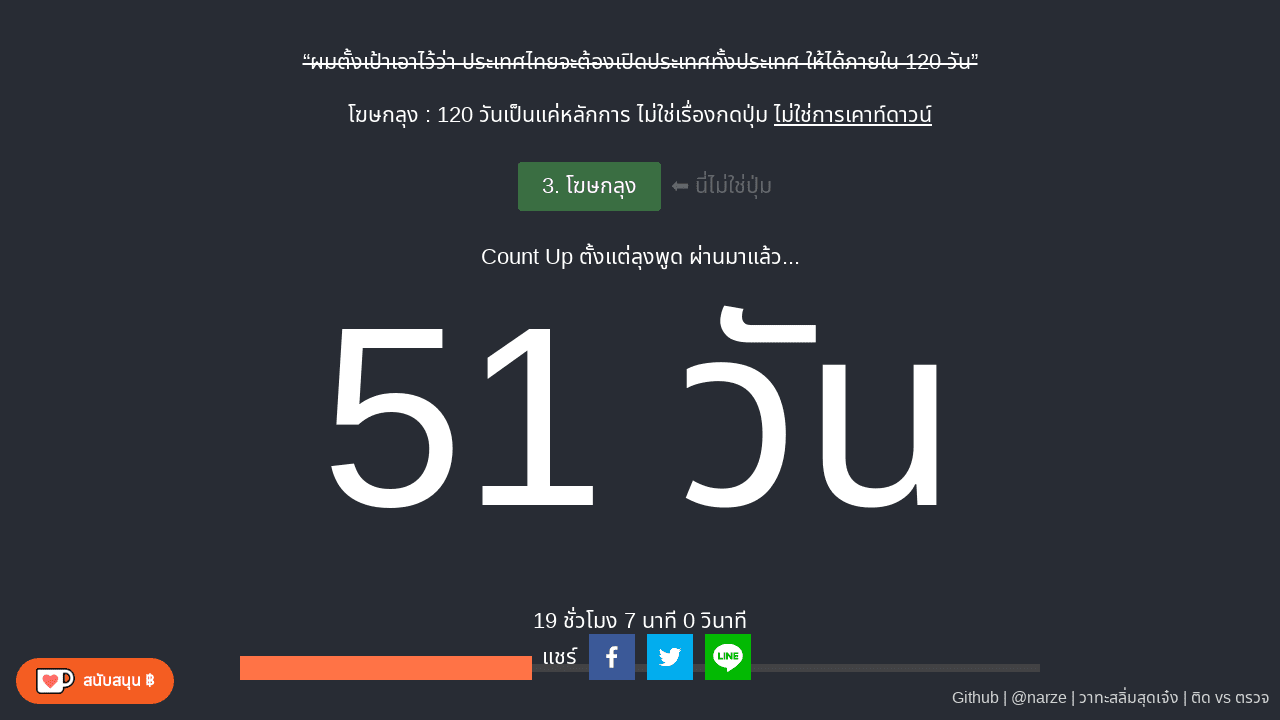 “ผมตั้งเป้าเอาไว้ว่า ประเทศไทยจะต้องเปิดประเทศทั้งประเทศ ให้ได้ภายใน 120 วัน”
โฆษกลุง : 120 วันเป็นแค่หลักการ ไม่ใช่เรื่องกดปุ่ม ไม่ใช่การเคาท์ดาวน์
3. โฆษกลุง ⬅ นี่ไม่ใช่ปุ่ม
Count Up ตั้งแต่ลุงพูด ผ่านมาแล้ว...
51 วัน
19 ชั่วโมง 7 นาที 0 วินาที
แชร์ LINE
สนับสนุน ฿
Github | @narze | วาทะสลิ่มสุดเจ๋ง | ติด vs ตรวจ